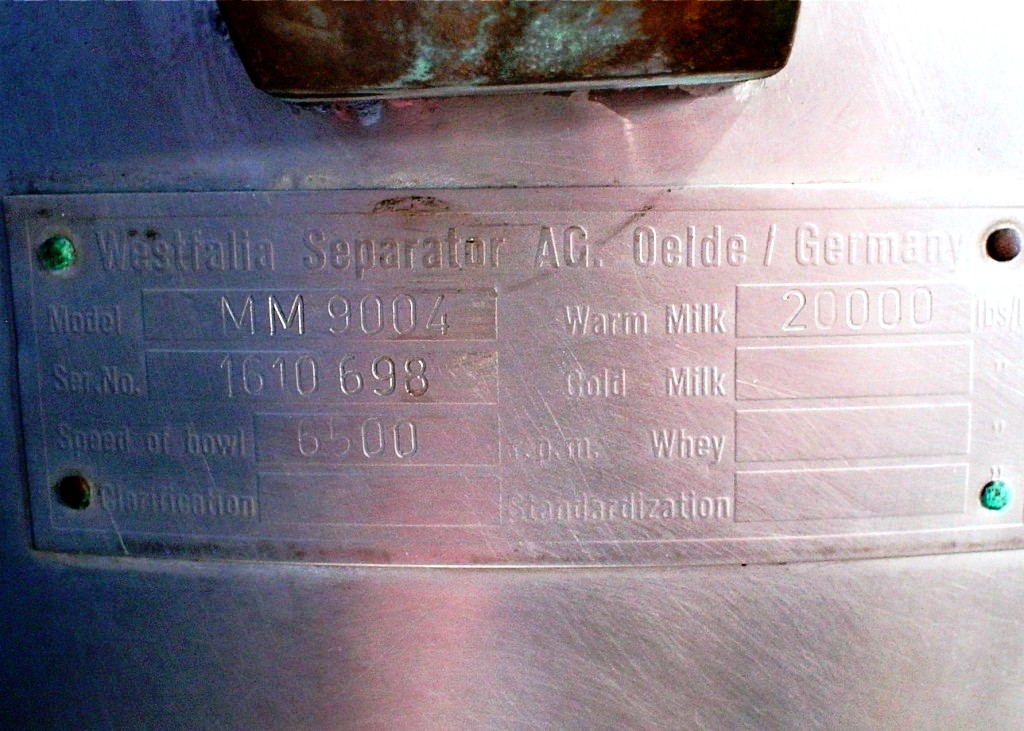 Westfalia Separator AG. Oelde / Germany
Model MM 9004 Warm Milk 20000 lbs/
Ser. No. 1610 698 Cold Milk "
Speed of bowl 6500 r.p.m. Whey "
Clarification Standardization "